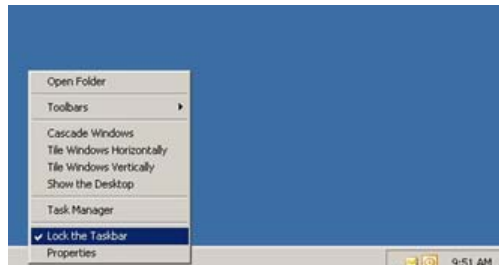 Open Folder
Toolbars
Cascade Windows
Tile Windows Horizontally
Tile Windows Vertically
Show the Desktop
Task Manager
Lock the Taskbar
Properties
9:51 AM